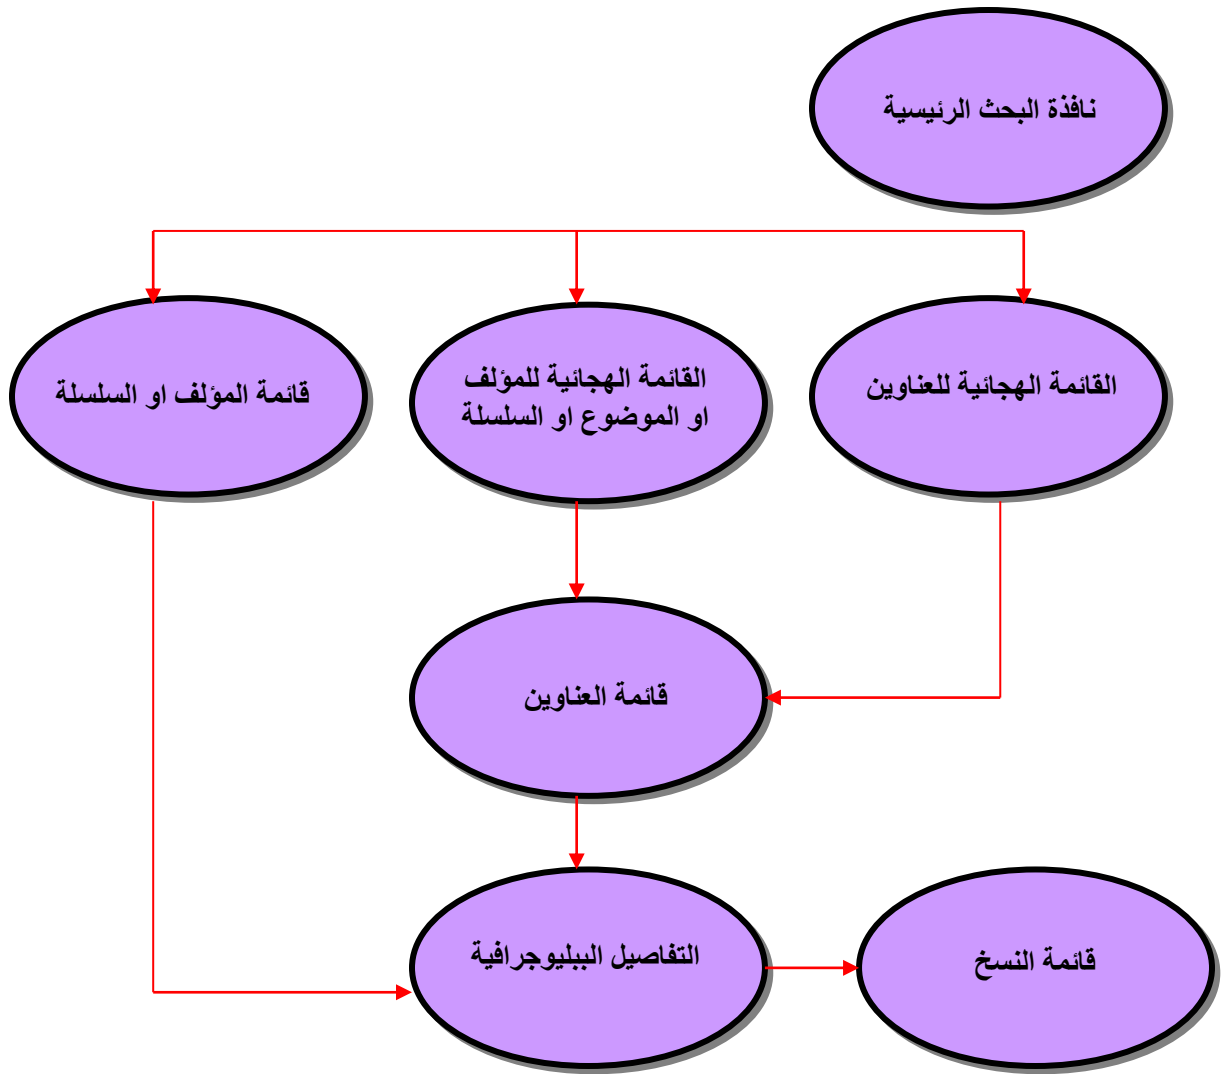 نافذة البحث الرئيسية
القائمة الهجائية للعناوين
القائمة الهجائية للمؤلف
او الموضوع او السلسلة
قائمة المؤلف او السلسلة
قائمة العناوين
التفاصيل الببليوجرافية
قائمة النسخ